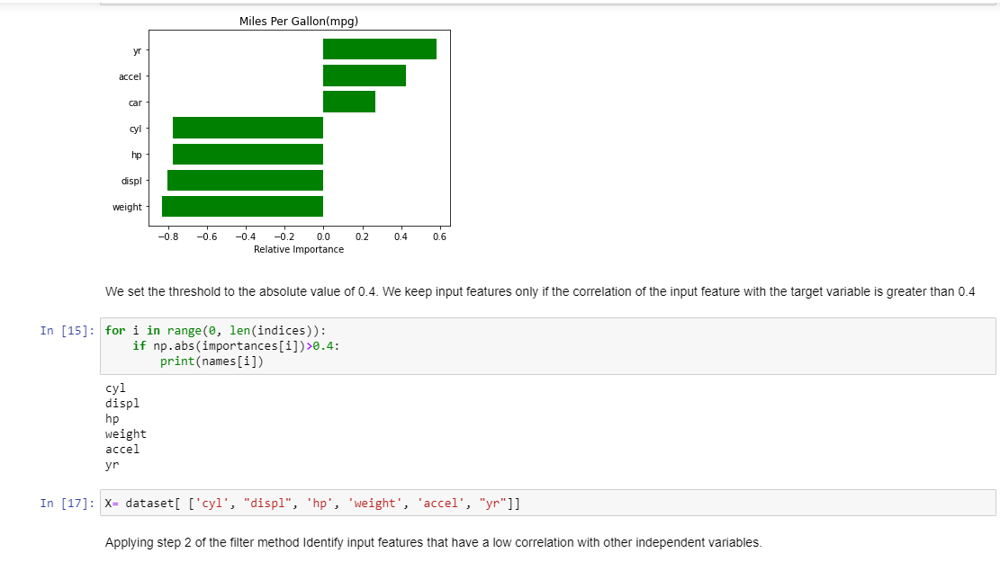 Miles Per Gallon(mpg)
yr
accel
car
cyl
hp
displ
weight
−0.8 −0.6 −0.4 −0.2 0.0 0.2 0.4 0.6
Relative Importance
We set the threshold to the absolute value of 0.4. We keep input features only if the correlation of the input feature with the target variable is greater than 0.4
In [15]: for i in range(0, len(indices)):
    if np.abs(importances[i])>0.4:
        print(names[i])
cyl
displ
hp
weight
accel
yr
In [17]: X= dataset[ ['cyl', "displ", 'hp', 'weight', 'accel', "yr"]]
Applying step 2 of the filter method Identify input features that have a low correlation with other independent variables.